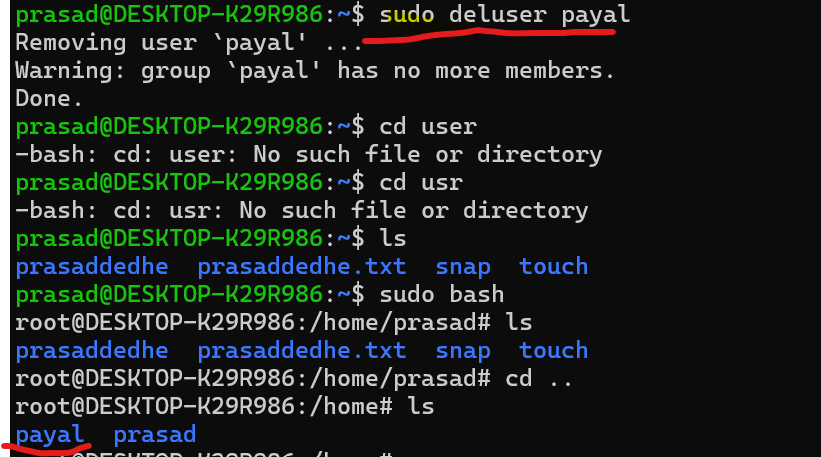 prasad@DESKTOP-K29R986:~$ sudo deluser payal
Removing user `payal' ...
Warning: group `payal' has no more members.
Done.
prasad@DESKTOP-K29R986:~$ cd user
-bash: cd: user: No such file or directory
prasad@DESKTOP-K29R986:~$ cd usr
-bash: cd: usr: No such file or directory
prasad@DESKTOP-K29R986:~$ ls
prasaddedhe  prasaddedhe.txt  snap  touch
prasad@DESKTOP-K29R986:~$ sudo bash
root@DESKTOP-K29R986:/home/prasad# ls
prasaddedhe  prasaddedhe.txt  snap  touch
root@DESKTOP-K29R986:/home/prasad# cd ..
root@DESKTOP-K29R986:/home# ls
payal  prasad